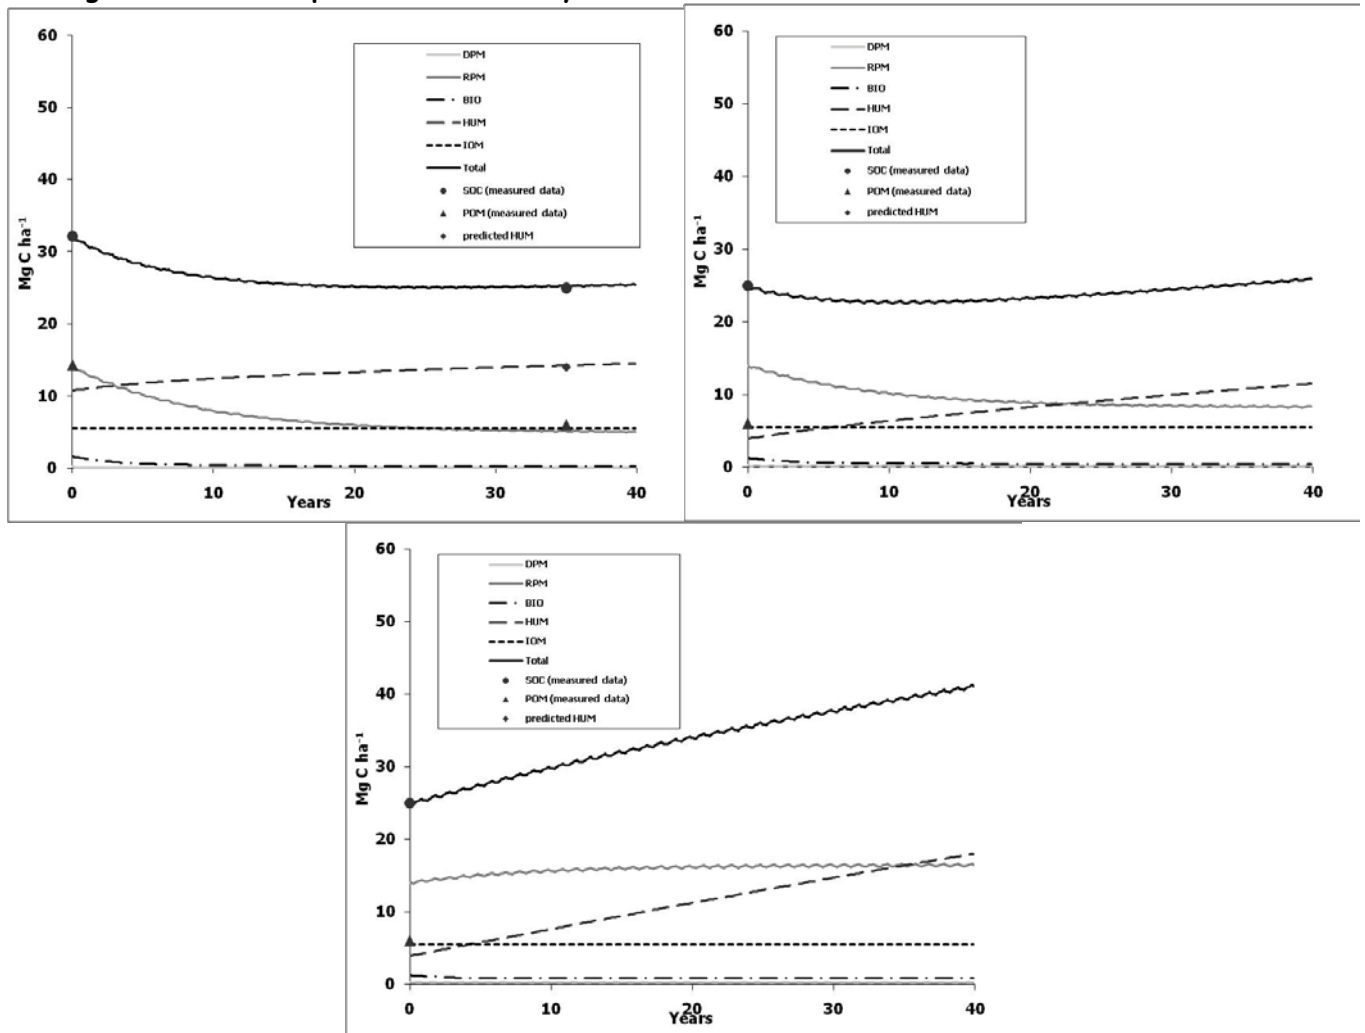 60
50
40
30
20
10
0
Mg C ha⁻¹
DPM
RPM
BIO
HUM
IOM
Total
SOC (measured data)
POM (measured data)
predicted HUM
0
10
20
30
40
Years
60
50
40
30
20
10
0
Mg C ha⁻¹
DPM
RPM
BIO
HUM
IOM
Total
SOC (measured data)
POM (measured data)
predicted HUM
0
10
20
30
40
Years
60
50
40
30
20
10
0
Mg C ha⁻¹
DPM
RPM
BIO
HUM
IOM
Total
SOC (measured data)
POM (measured data)
predicted HUM
0
10
20
30
40
Years